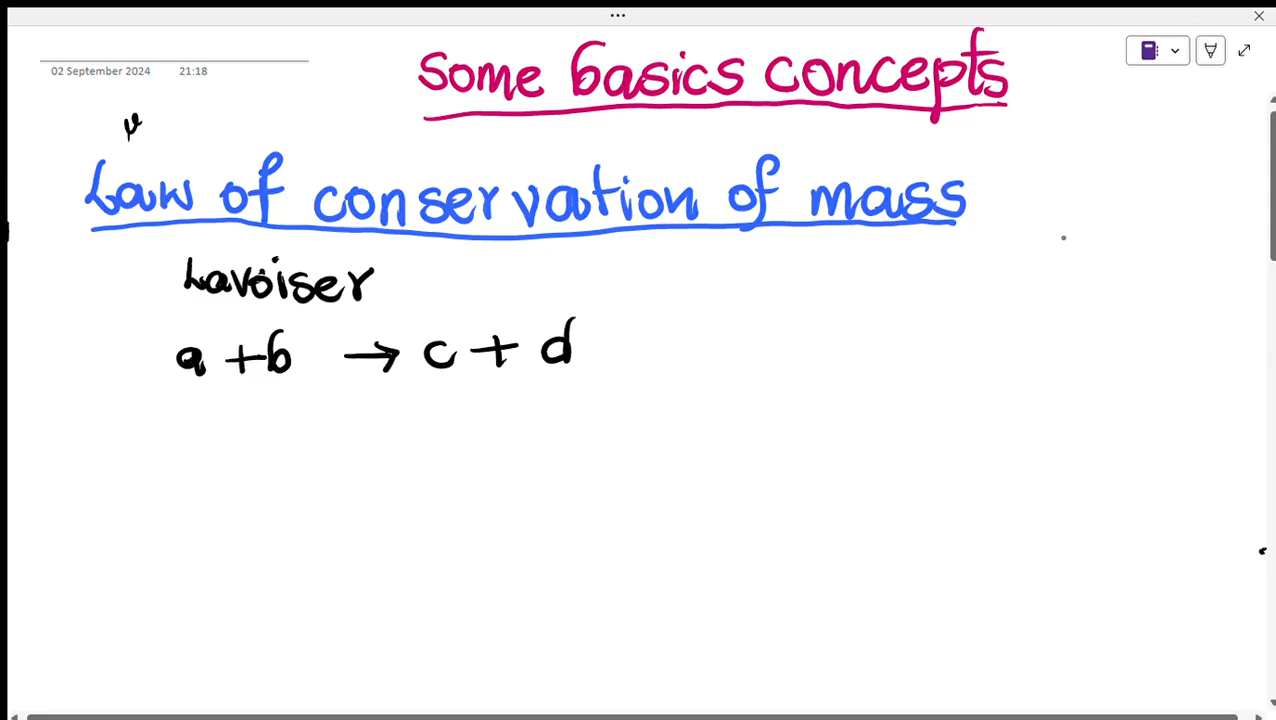 some basics concepts
02 September 2024 21:18
Law of conservation of mass
Lavoiser
a + b → c + d